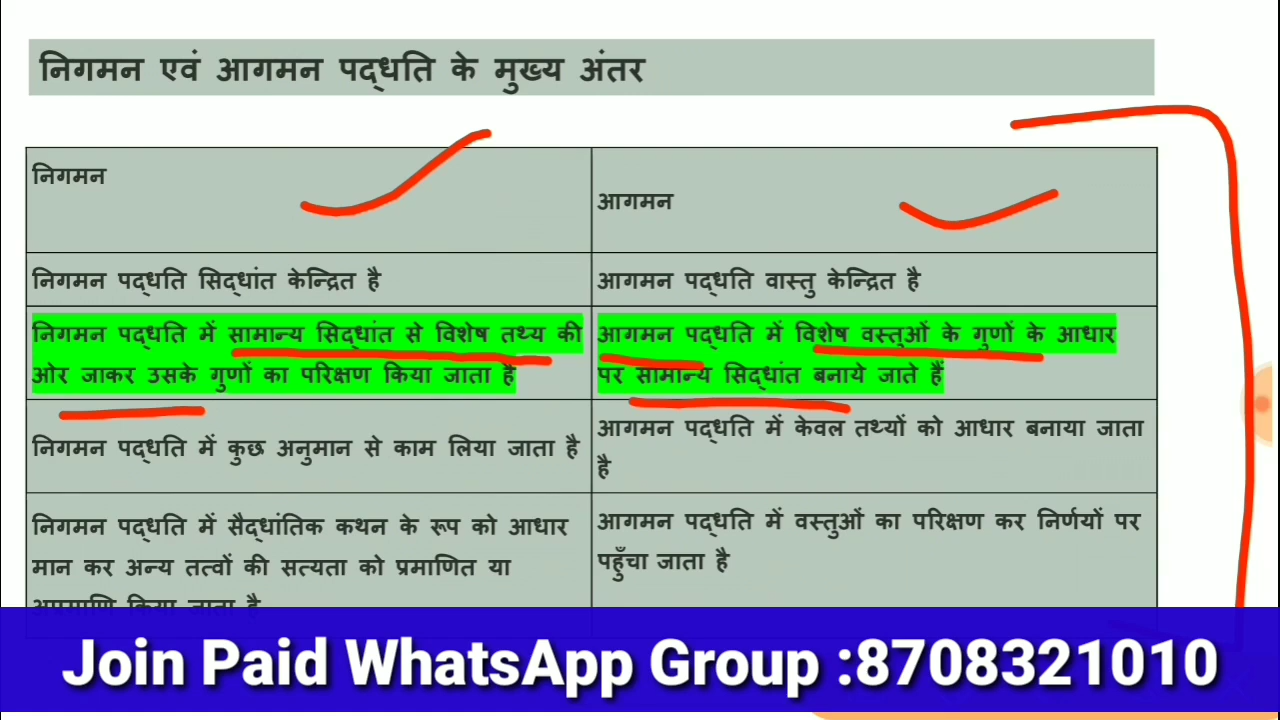 निगमन एवं आगमन पद्धति के मुख्य अंतर
निगमन
आगमन
निगमन पद्धति सिद्धांत केन्द्रित है
आगमन पद्धति वास्तु केन्द्रित है
निगमन पद्धति में सामान्य सिद्धांत से विशेष तथ्य की
ओर जाकर उसके गुणों का परिक्षण किया जाता है
आगमन पद्धति में विशेष वस्तुओं के गुणों के आधार
पर सामान्य सिद्धांत बनाये जाते हैं
निगमन पद्धति में कुछ अनुमान से काम लिया जाता है
आगमन पद्धति में केवल तथ्यों को आधार बनाया जाता
है
निगमन पद्धति में सैद्धांतिक कथन के रूप को आधार
मान कर अन्य तत्वों की सत्यता को प्रमाणित या
किया जाता है
आगमन पद्धति में वस्तुओं का परिक्षण कर निर्णयों पर
पहुँचा जाता है
Join Paid WhatsApp Group :8708321010